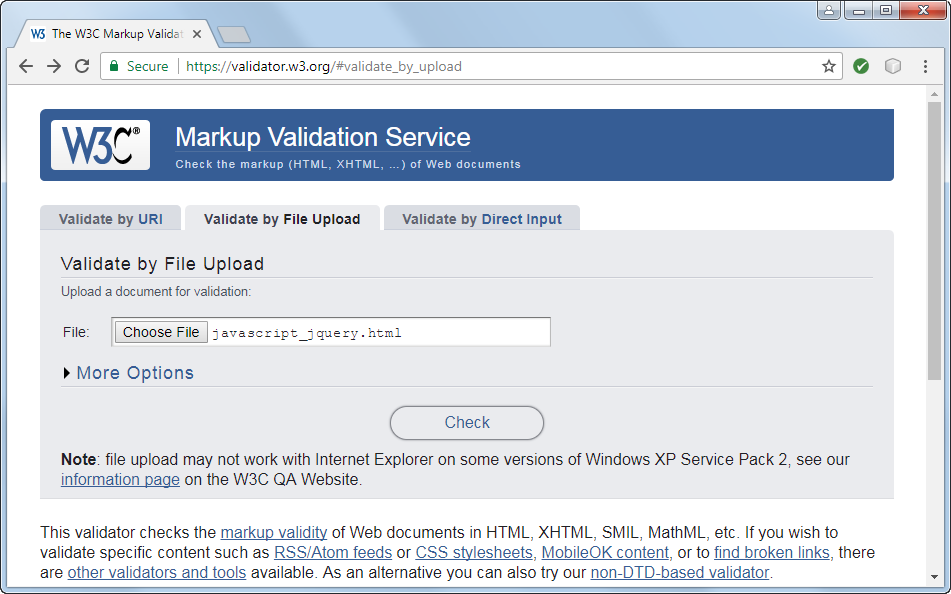 W3 The W3C Markup Validat
Secure https://validator.w3.org/#validate_by_upload
W3C® Markup Validation Service
Check the markup (HTML, XHTML, …) of Web documents
Validate by URI Validate by File Upload Validate by Direct Input
Validate by File Upload
Upload a document for validation:
File: Choose File javascript_jquery.html
More Options
Check
Note: file upload may not work with Internet Explorer on some versions of Windows XP Service Pack 2, see our
information page on the W3C QA Website.
This validator checks the markup validity of Web documents in HTML, XHTML, SMIL, MathML, etc. If you wish to
validate specific content such as RSS/Atom feeds or CSS stylesheets, MobileOK content, or to find broken links, there
are other validators and tools available. As an alternative you can also try our non-DTD-based validator.